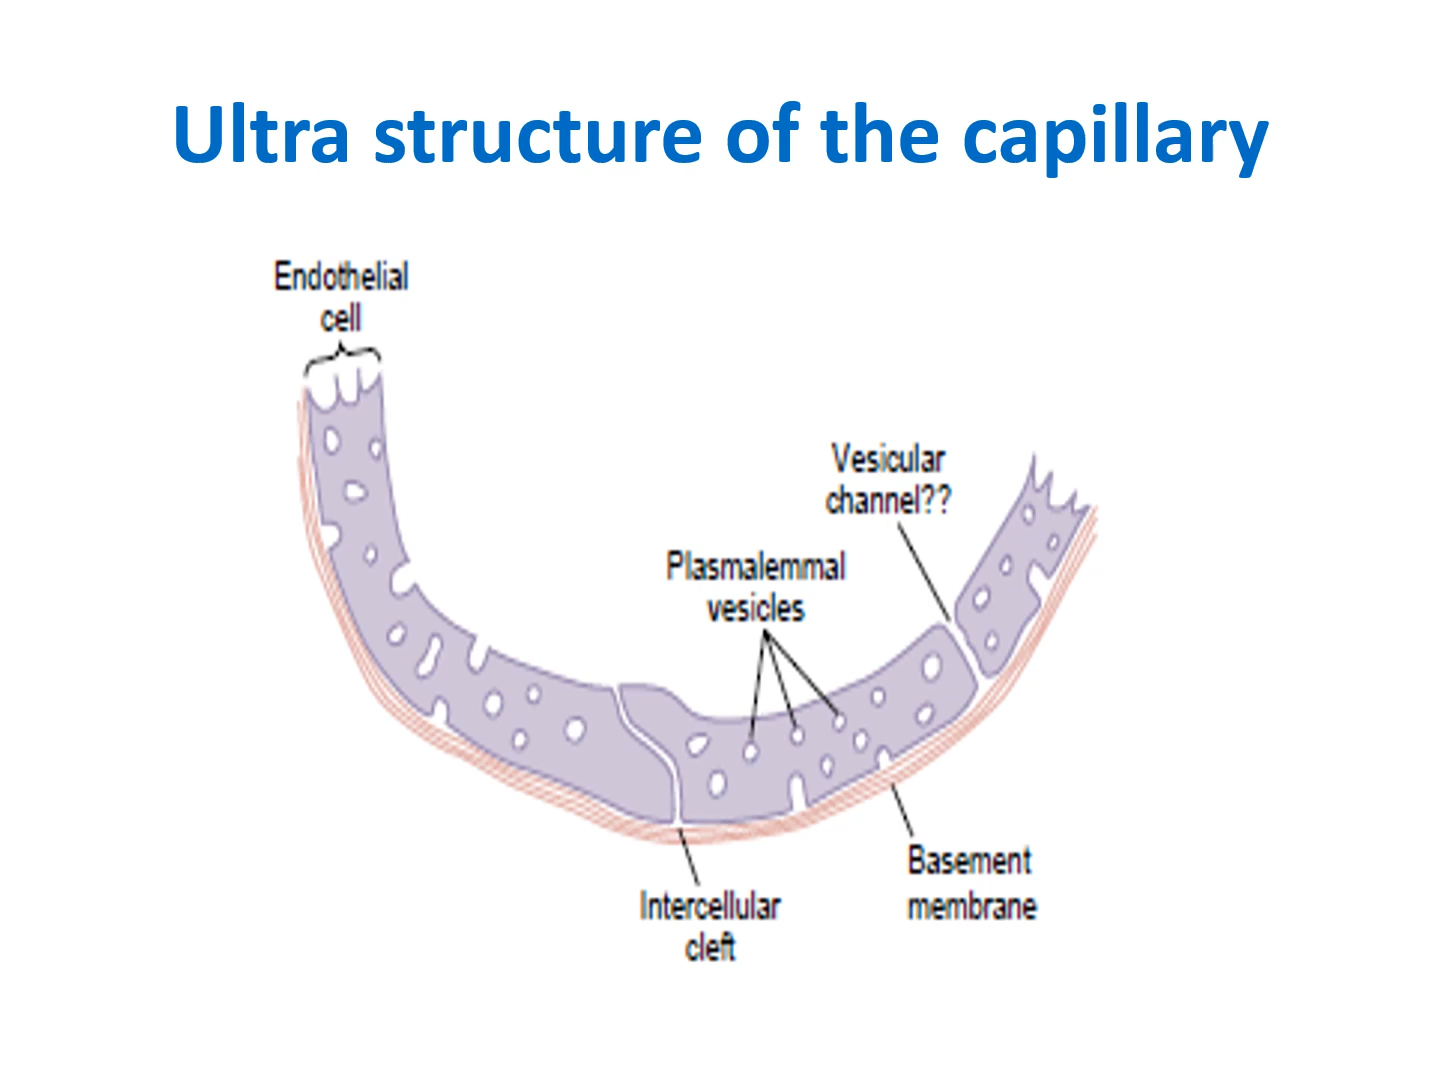 Ultra structure of the capillary
Endothelial
cell
Vesicular
channel??
Plasmalemmal
vesicles
Basement
membrane
Intercellular
cleft